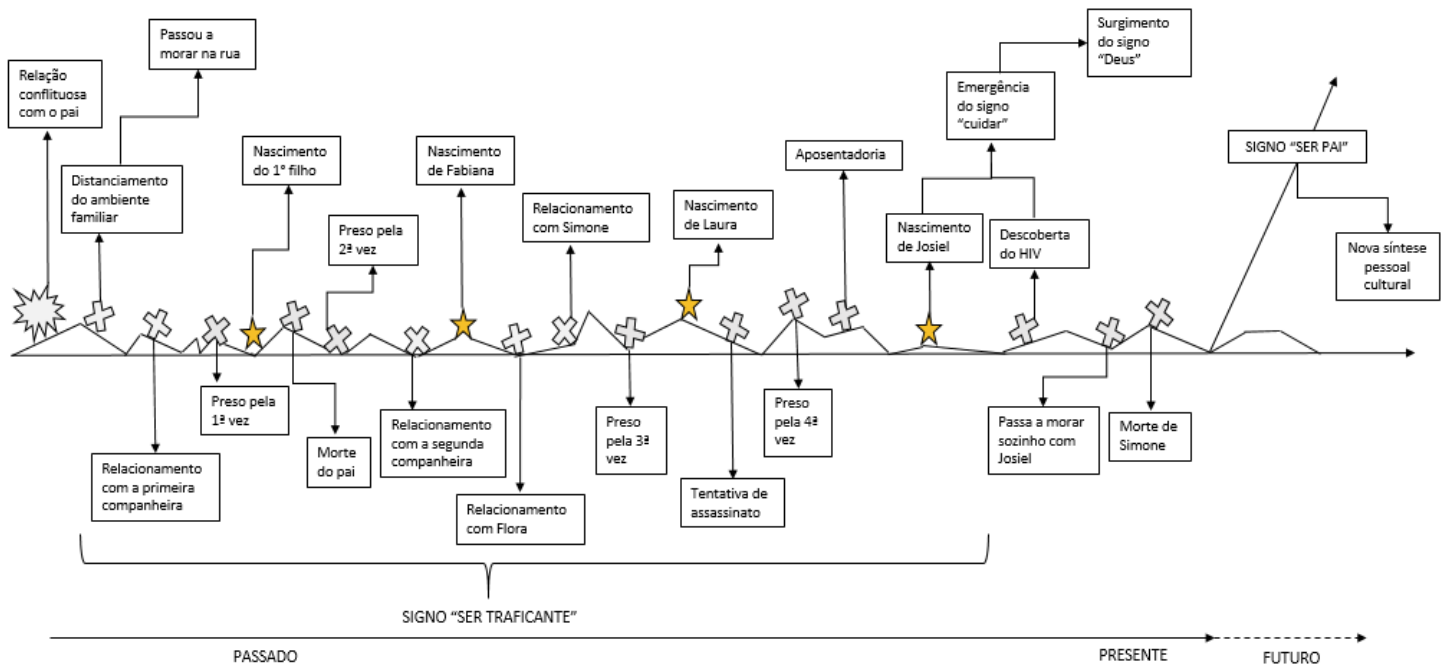 Relação
conflituosa
com o pai
Passou a
morar na rua
Distanciamento
do ambiente
familiar
Nascimento
do 1º filho
Preso pela
2ª vez
Nascimento
de Fabiana
Relacionamento
com Simone
Nascimento
de Laura
Aposentadoria
Nascimento
de Josiel
Descoberta
do HIV
Emergência
do signo
"cuidar"
Surgimento
do signo
"Deus"
SIGNO "SER PAI"
Nova síntese
pessoal
cultural
Relacionamento
com a primeira
companheira
Preso pela
1ª vez
Morte
do pai
Relacionamento
com a segunda
companheira
Relacionamento
com Flora
Preso
pela 3ª
vez
Tentativa de
assassinato
Preso
pela 4ª
vez
Passa a morar
sozinho com
Josiel
Morte de
Simone
SIGNO "SER TRAFICANTE"
PASSADO
PRESENTE
FUTURO